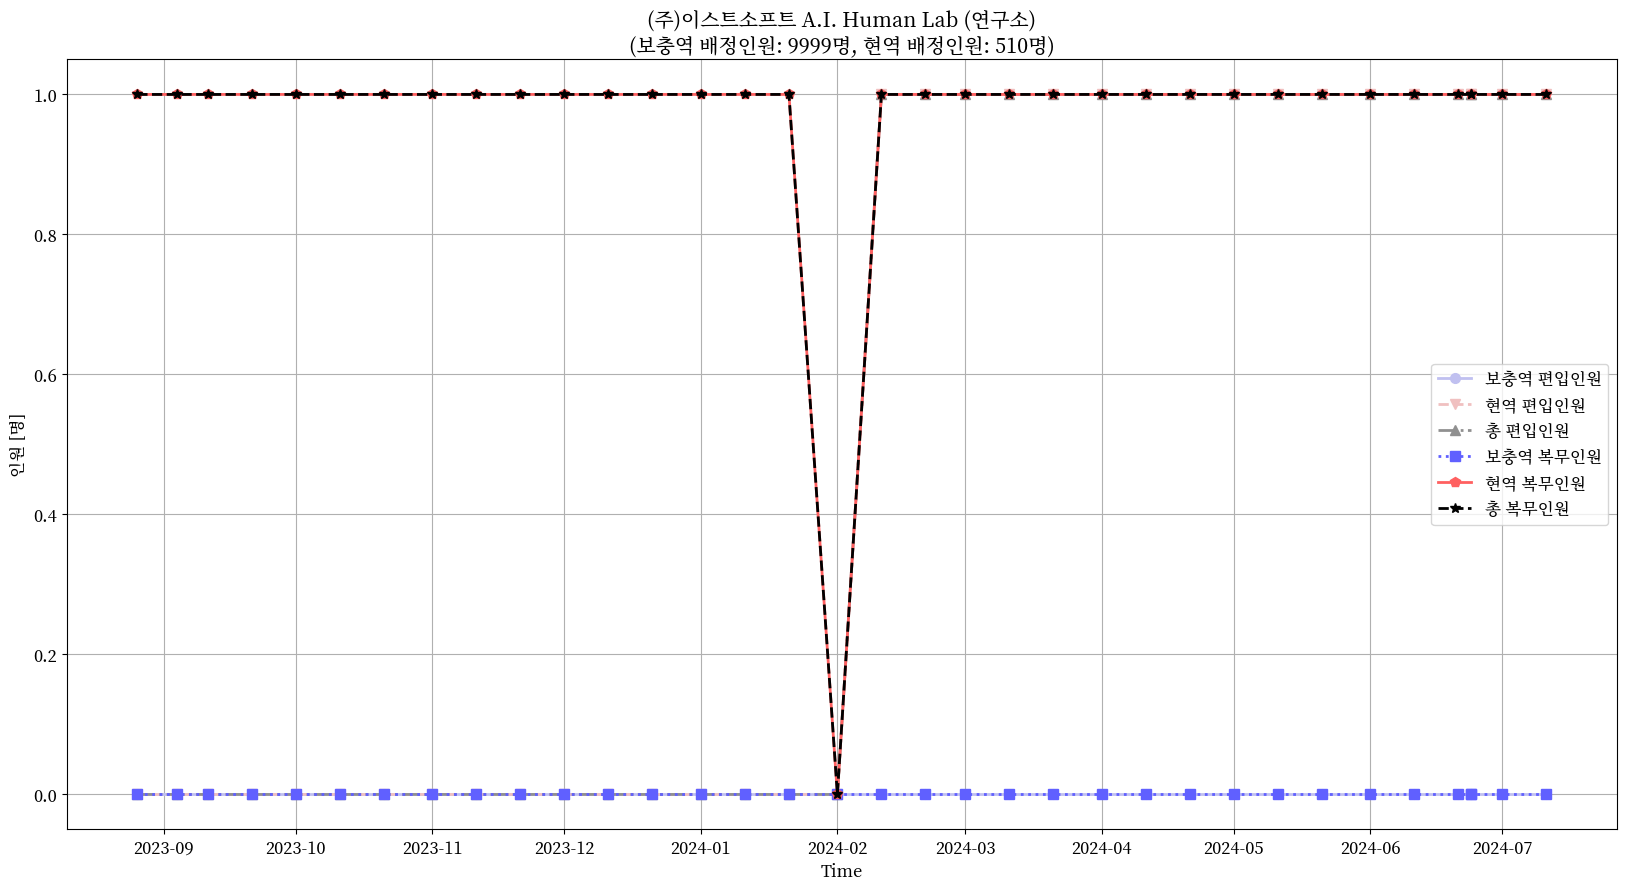 (주)이스트소프트 A.I. Human Lab (연구소)
(보충역 배정인원: 9999명, 현역 배정인원: 510명)
인원 [명]
1.0
0.8
0.6
0.4
0.2
0.0
보충역 편입인원
현역 편입인원
총 편입인원
보충역 복무인원
현역 복무인원
총 복무인원
2023-09 2023-10 2023-11 2023-12 2024-01 2024-02 2024-03 2024-04 2024-05 2024-06 2024-07
Time